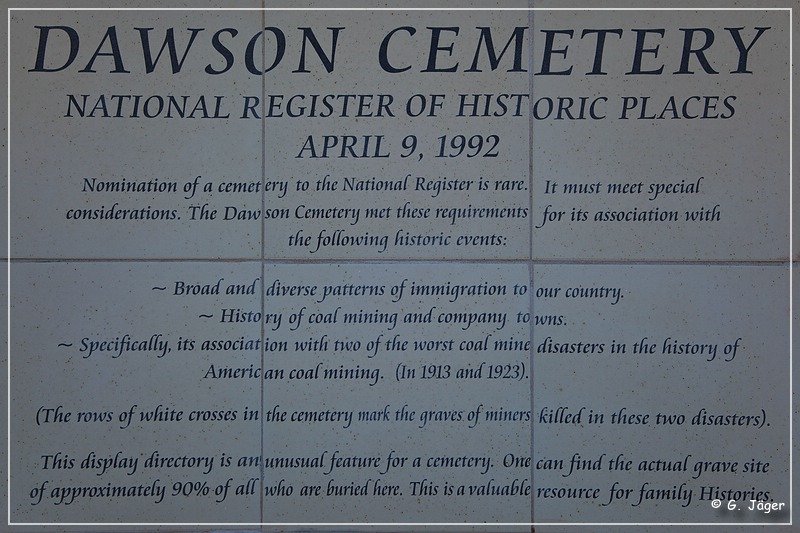 DAWSON CEMETERY
NATIONAL REGISTER OF HISTORIC PLACES
APRIL 9, 1992
Nomination of a cemetery to the National Register is rare. It must meet special
considerations. The Dawson Cemetery met these requirements for its association with
the following historic events:
~ Broad and diverse patterns of immigration to our country.
~ History of coal mining and company towns.
~ Specifically, its association with two of the worst coal mine disasters in the history of
American coal mining. (In 1913 and 1923).
(The rows of white crosses in the cemetery mark the graves of miners killed in these two disasters).
This display directory is an unusual feature for a cemetery. One can find the actual grave site
of approximately 90% of all who are buried here. This is a valuable resource for family Histories.
© G. Jäger